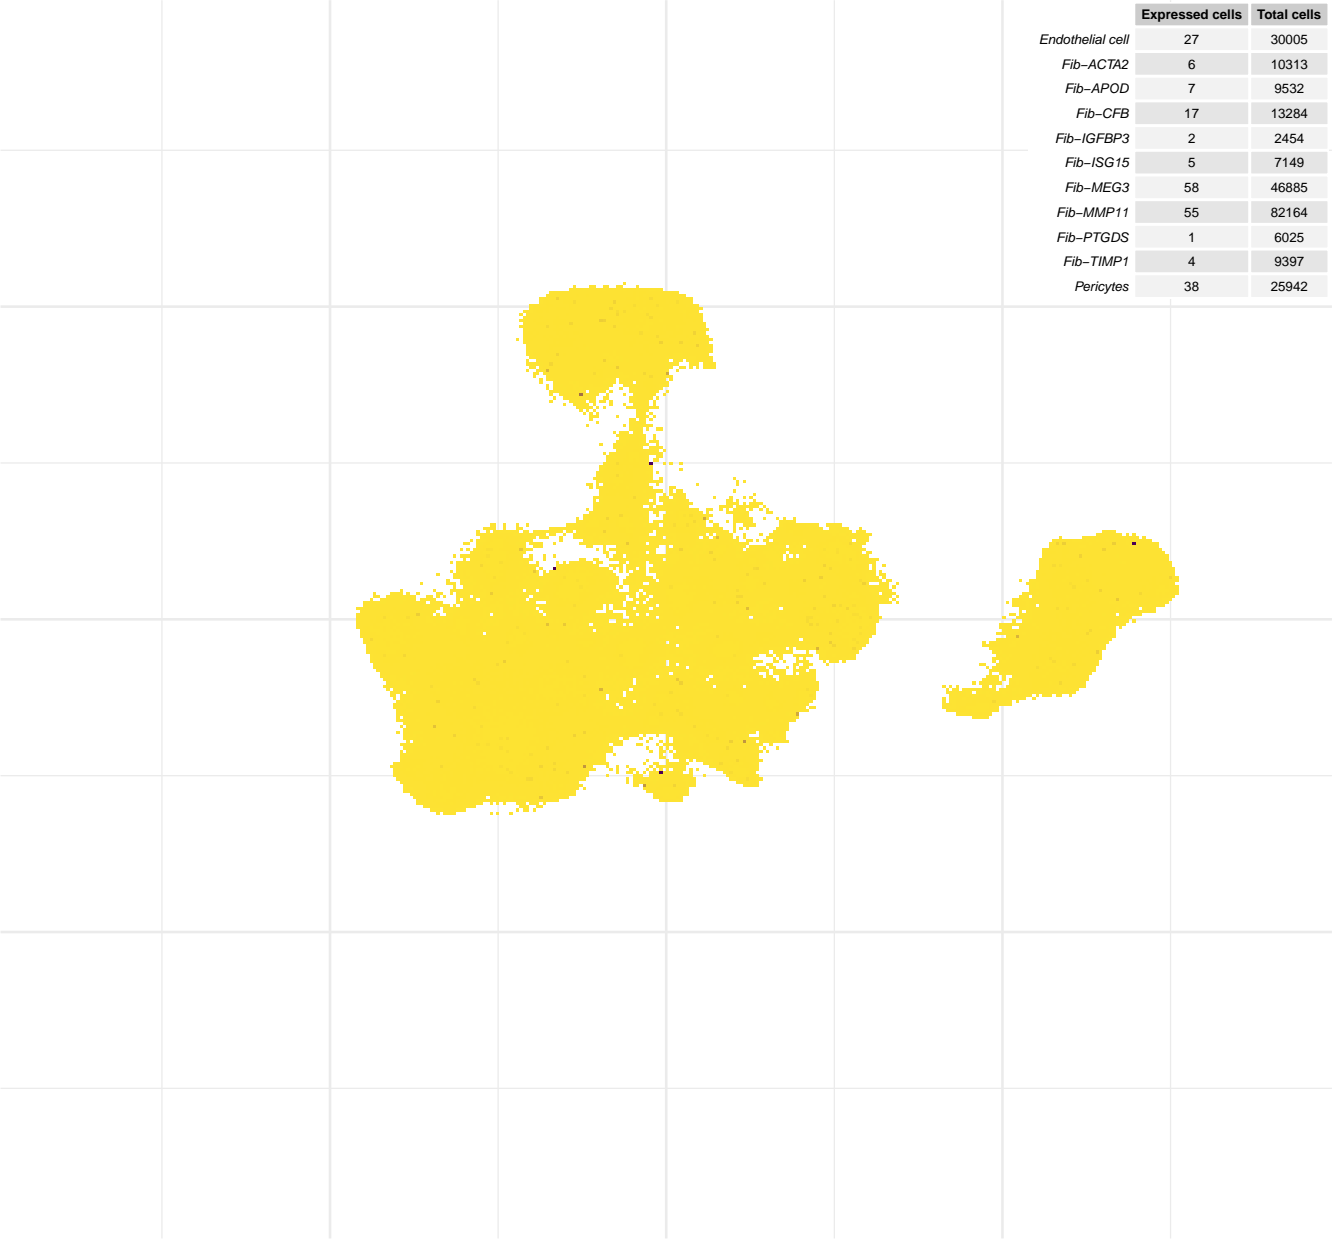 Expressed cells Total cells
Endothelial cell 27 30005
Fib−ACTA2 6 10313
Fib−APOD 7 9532
Fib−CFB 17 13284
Fib−IGFBP3 2 2454
Fib−ISG15 5 7149
Fib−MEG3 58 46885
Fib−MMP11 55 82164
Fib−PTGDS 1 6025
Fib−TIMP1 4 9397
Pericytes 38 25942